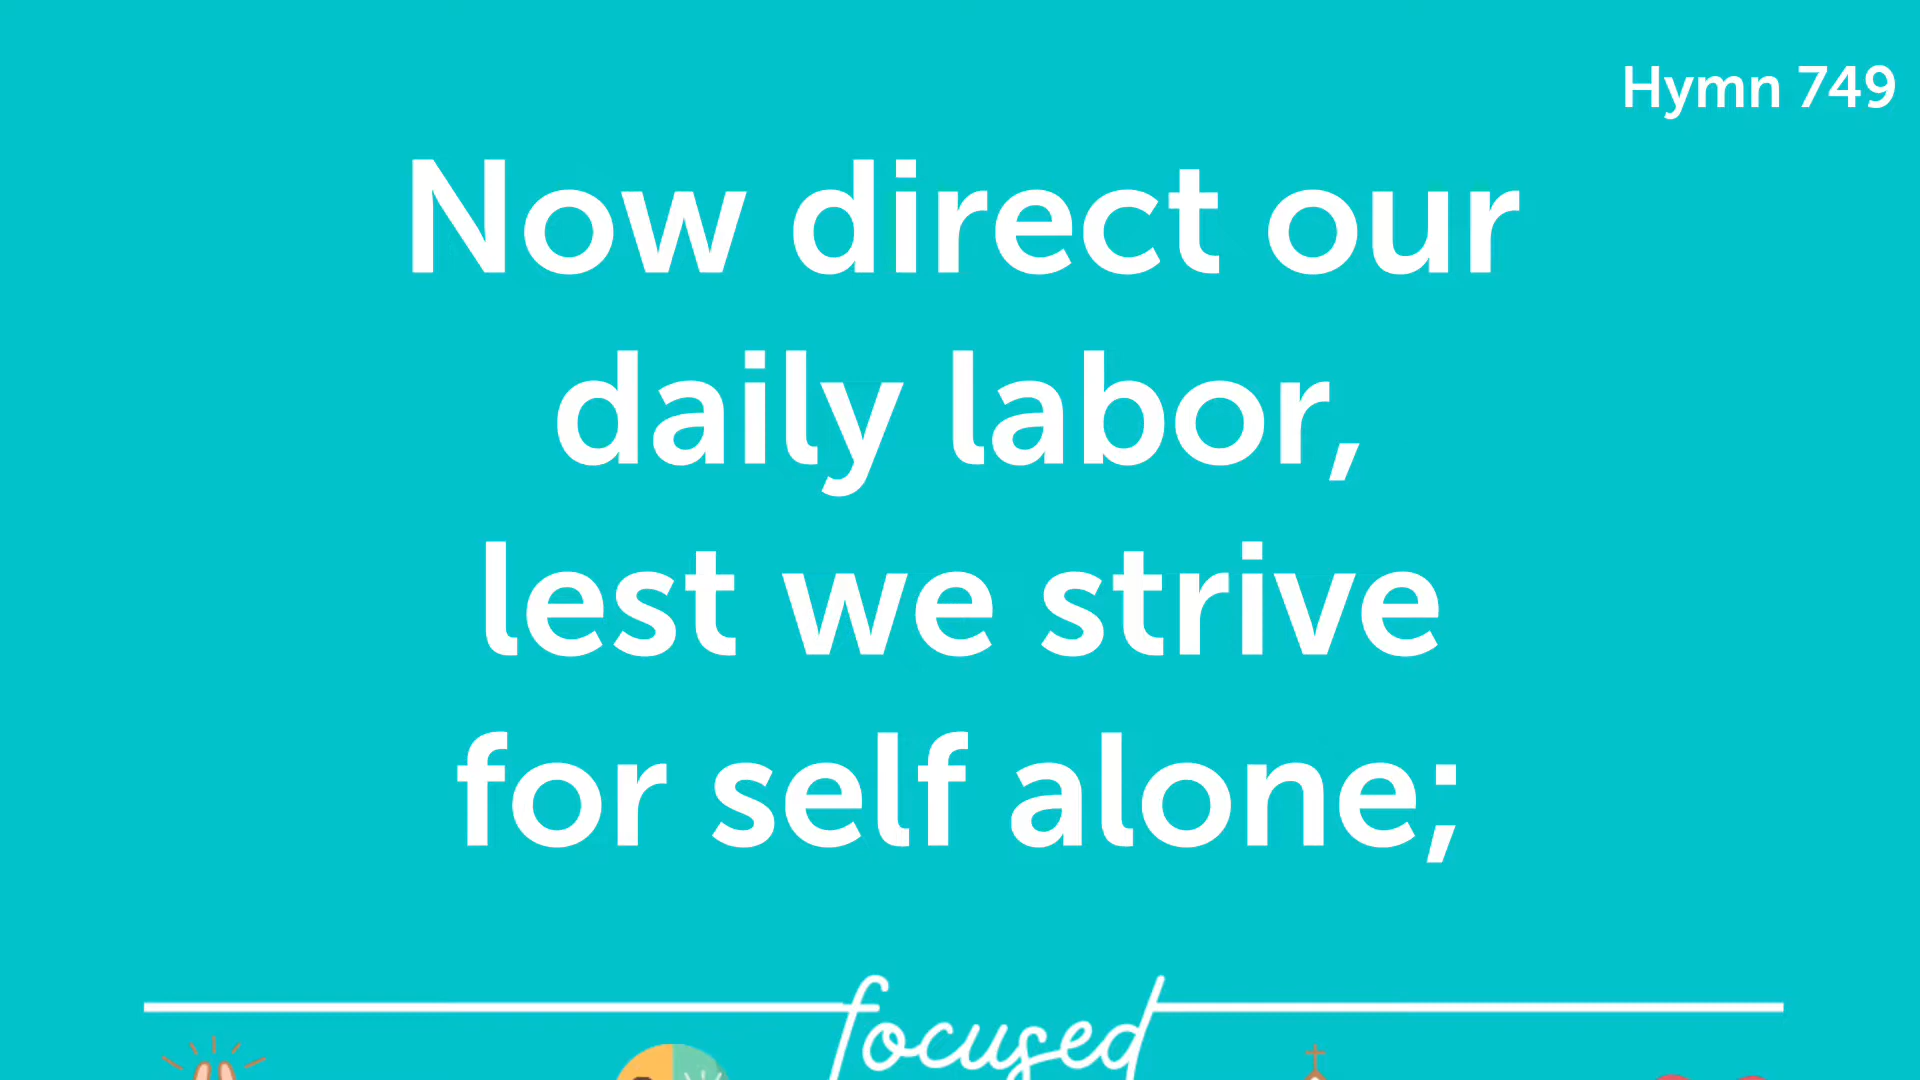 Hymn 749
Now direct our
daily labor,
lest we strive
for self alone;
focused